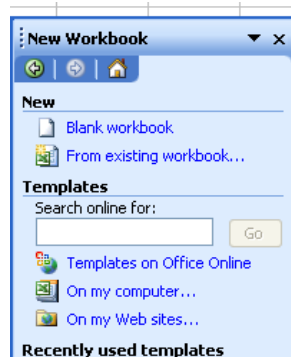 New Workbook
New
Blank workbook
From existing workbook...
Templates
Search online for:
Go
Templates on Office Online
On my computer...
On my Web sites...
Recently used templates